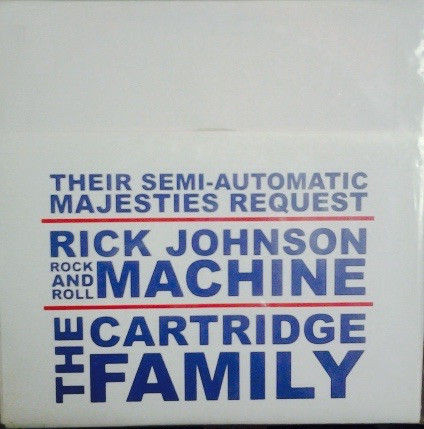 THEIR SEMI-AUTOMATIC
MAJESTIES REQUEST
RICK JOHNSON
ROCK
AND
ROLL
MACHINE
THE
CARTRIDGE
FAMILY